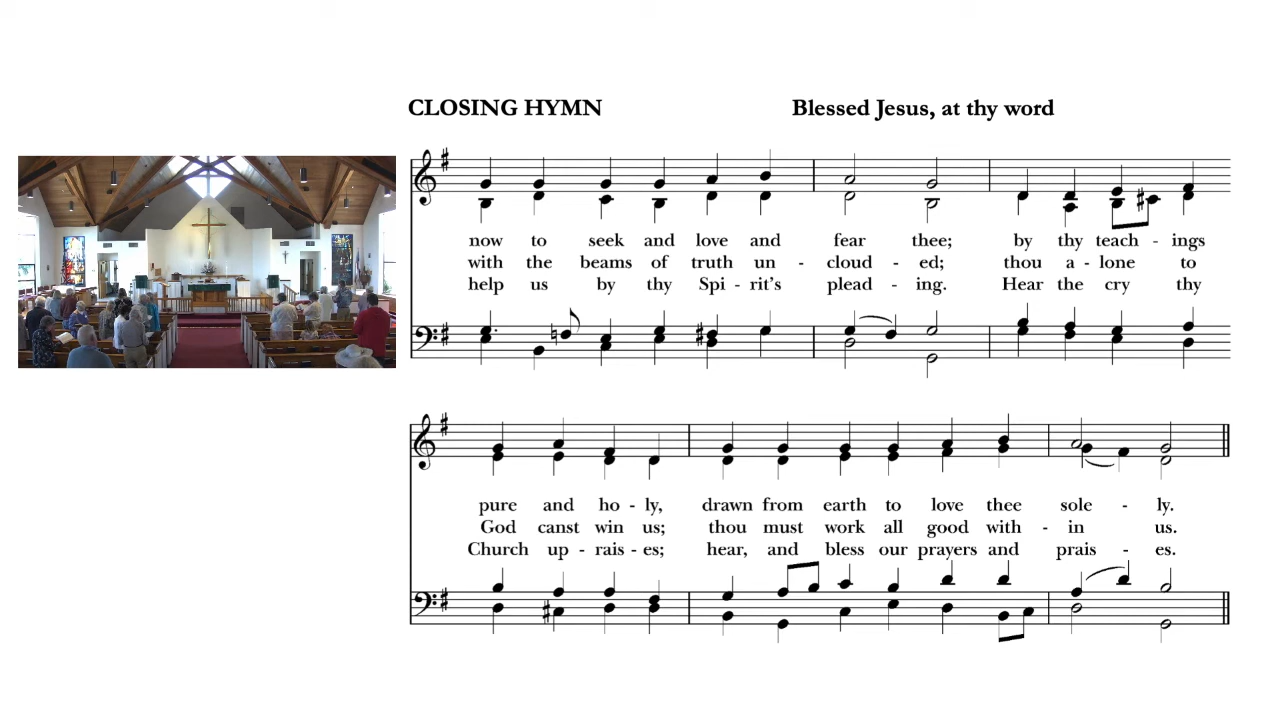 CLOSING HYMN
Blessed Jesus, at thy word
now to seek and love and fear thee; by thy teach - ings
with the beams of truth un - cloud - ed; thou a - lone to
help us by thy Spi - rit's plead - ing. Hear the cry thy
pure and ho - ly, drawn from earth to love thee sole - ly.
God canst win us; thou must work all good with - in us.
Church up - rais - es; hear, and bless our prayers and prais - es.